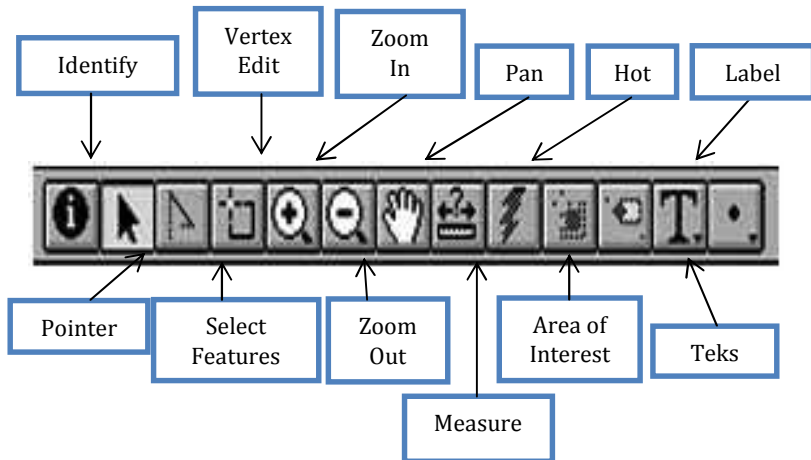 Identify
Vertex
Edit
Zoom
In
Pan
Hot
Label
Pointer
Select
Features
Zoom
Out
Measure
Area of
Interest
Teks